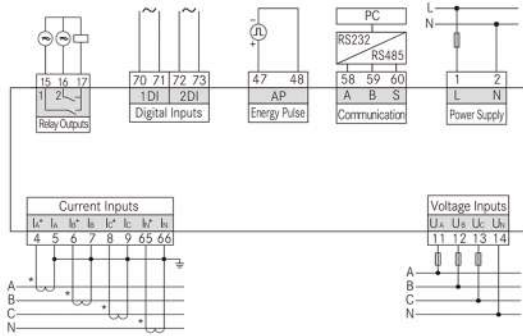 PC
RS232
RS485
L
N
15 16 17
1 2
Relay Outputs
70 71 72 73
1DI 2DI
Digital Inputs
- +
47 48
AP
Energy Pulse
58 59 60
A B S
Communication
1 2
L N
Power Supply
Current Inputs
IA* IA IB* IB IC* IC IN* IN
4 5 6 7 8 9 65 66
* * * *
A
B
C
N
Voltage Inputs
UA UB UC UN
11 12 13 14
A
B
C
N